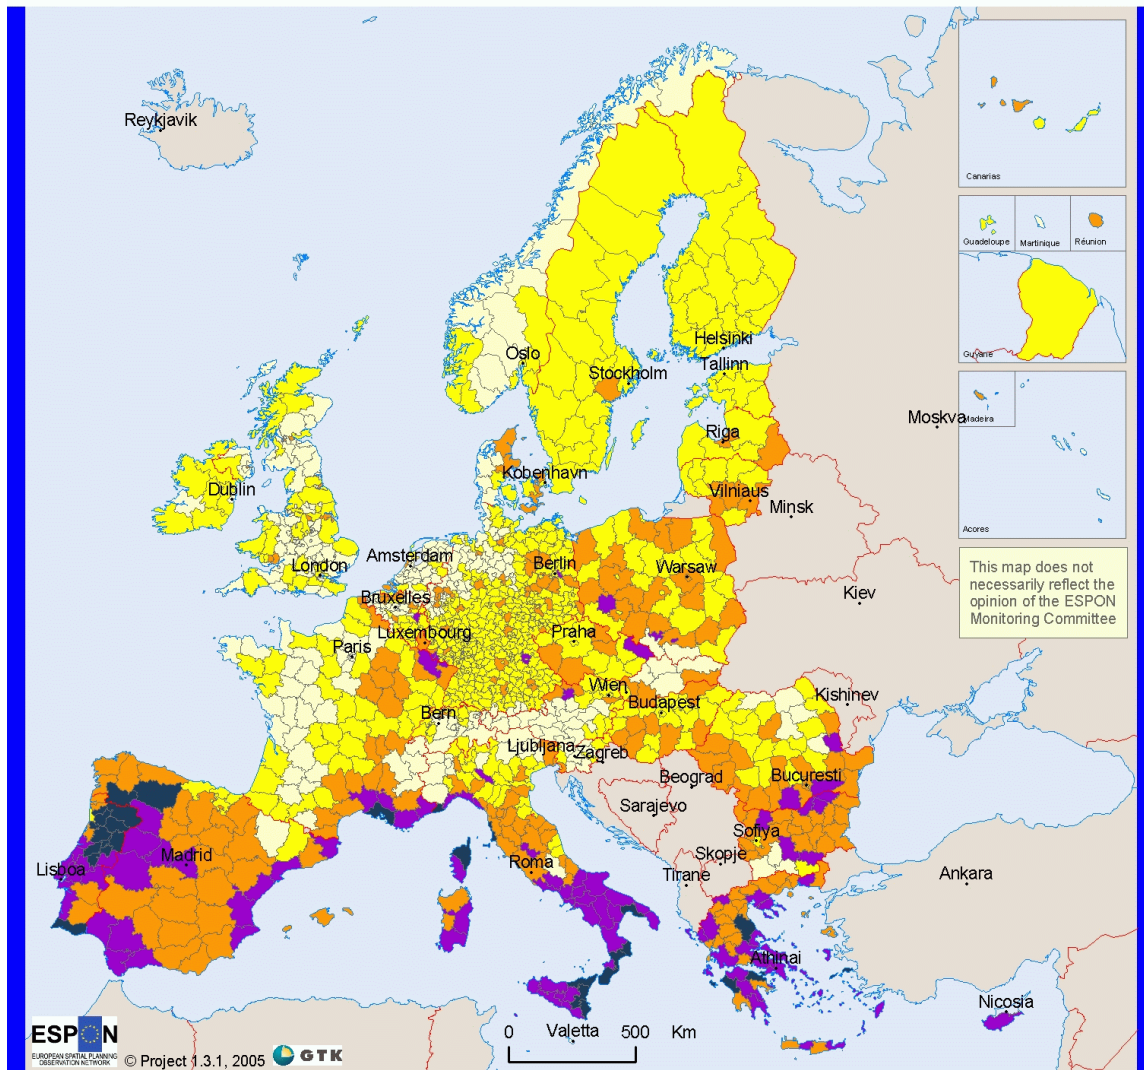 Reykjavik
Canarias
Guadeloupe
Martinique
Réunion
Guyane
Oslo
Helsinki
Tallinn
Stockholm
Moskva
Madeira
Riga
Kobenhavn
Dublin
Vilniaus
Minsk
Acores
Amsterdam
London
Berlin
Warsaw
This map does not
necessarily reflect the
opinion of the ESPON
Monitoring Committee
Bruxelles
Kiev
Luxembourg
Praha
Paris
Wien
Kishinev
Budapest
Bern
Ljubljana
Zagreb
Beograd
Bucuresti
Sarajevo
Sofiya
Madrid
Roma
Skopje
Lisboa
Tirane
Ankara
Athinai
Nicosia
ESPON
EUROPEAN SPATIAL PLANNING
OBSERVATION NETWORK
© Project 1.3.1, 2005
GTK
Valetta
0 500 Km